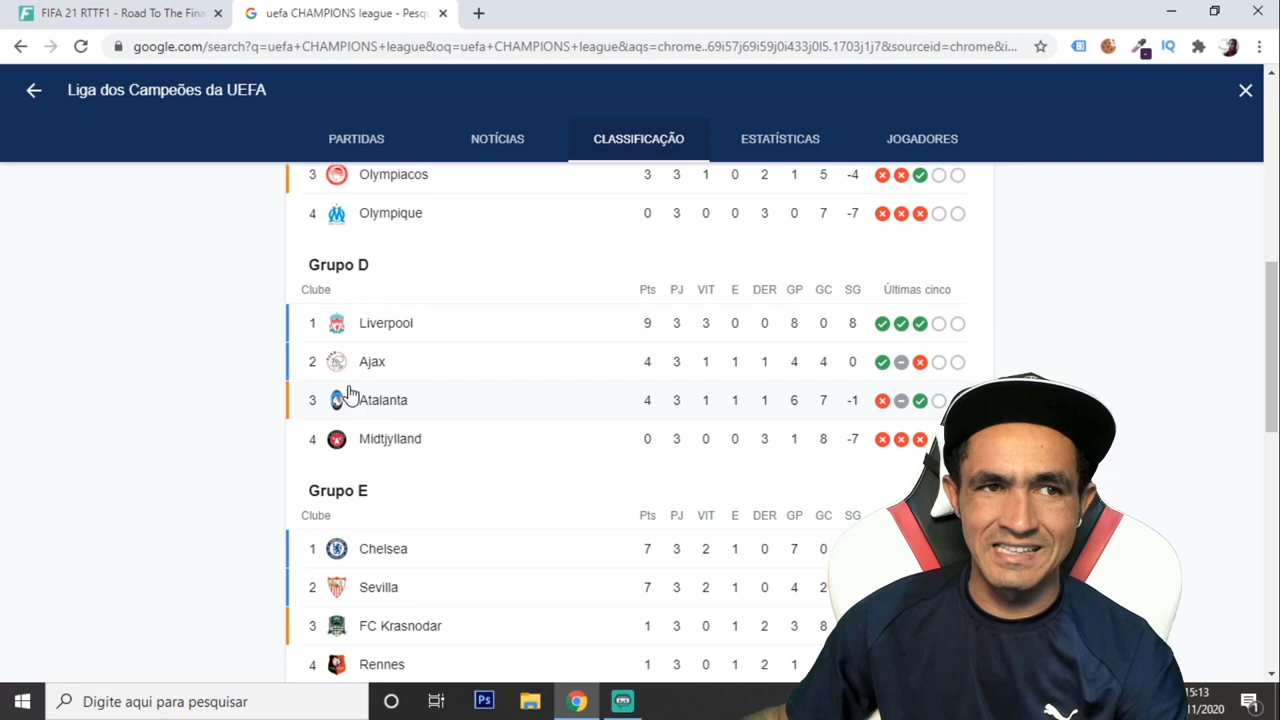 FIFA 21 RTTF1 - Road To The Fina
uefa CHAMPIONS league - Pesqu
google.com/search?q=uefa+CHAMPIONS+league&oq=uefa+CHAMPIONS+league&aqs=chrome..69i57j69i59j0i433j0l5.1703j1j7&sourceid=chrome&i...
Liga dos Campeões da UEFA
PARTIDAS NOTÍCIAS CLASSIFICAÇÃO ESTATÍSTICAS JOGADORES
3 Olympiacos 3 3 1 0 2 1 5 -4
4 Olympique 0 3 0 0 3 0 7 -7
Grupo D
Clube Pts PJ VIT E DER GP GC SG Últimas cinco
1 Liverpool 9 3 3 0 0 8 0 8
2 Ajax 4 3 1 1 1 4 4 0
3 Atalanta 4 3 1 1 1 6 7 -1
4 Midtjylland 0 3 0 0 3 1 8 -7
Grupo E
Clube Pts PJ VIT E DER GP GC SG
1 Chelsea 7 3 2 1 0 7 0
2 Sevilla 7 3 2 1 0 4 2
3 FC Krasnodar 1 3 0 1 2 3 8
4 Rennes 1 3 0 1 2 1
Digite aqui para pesquisar
Ps
15:13
11/2020
1